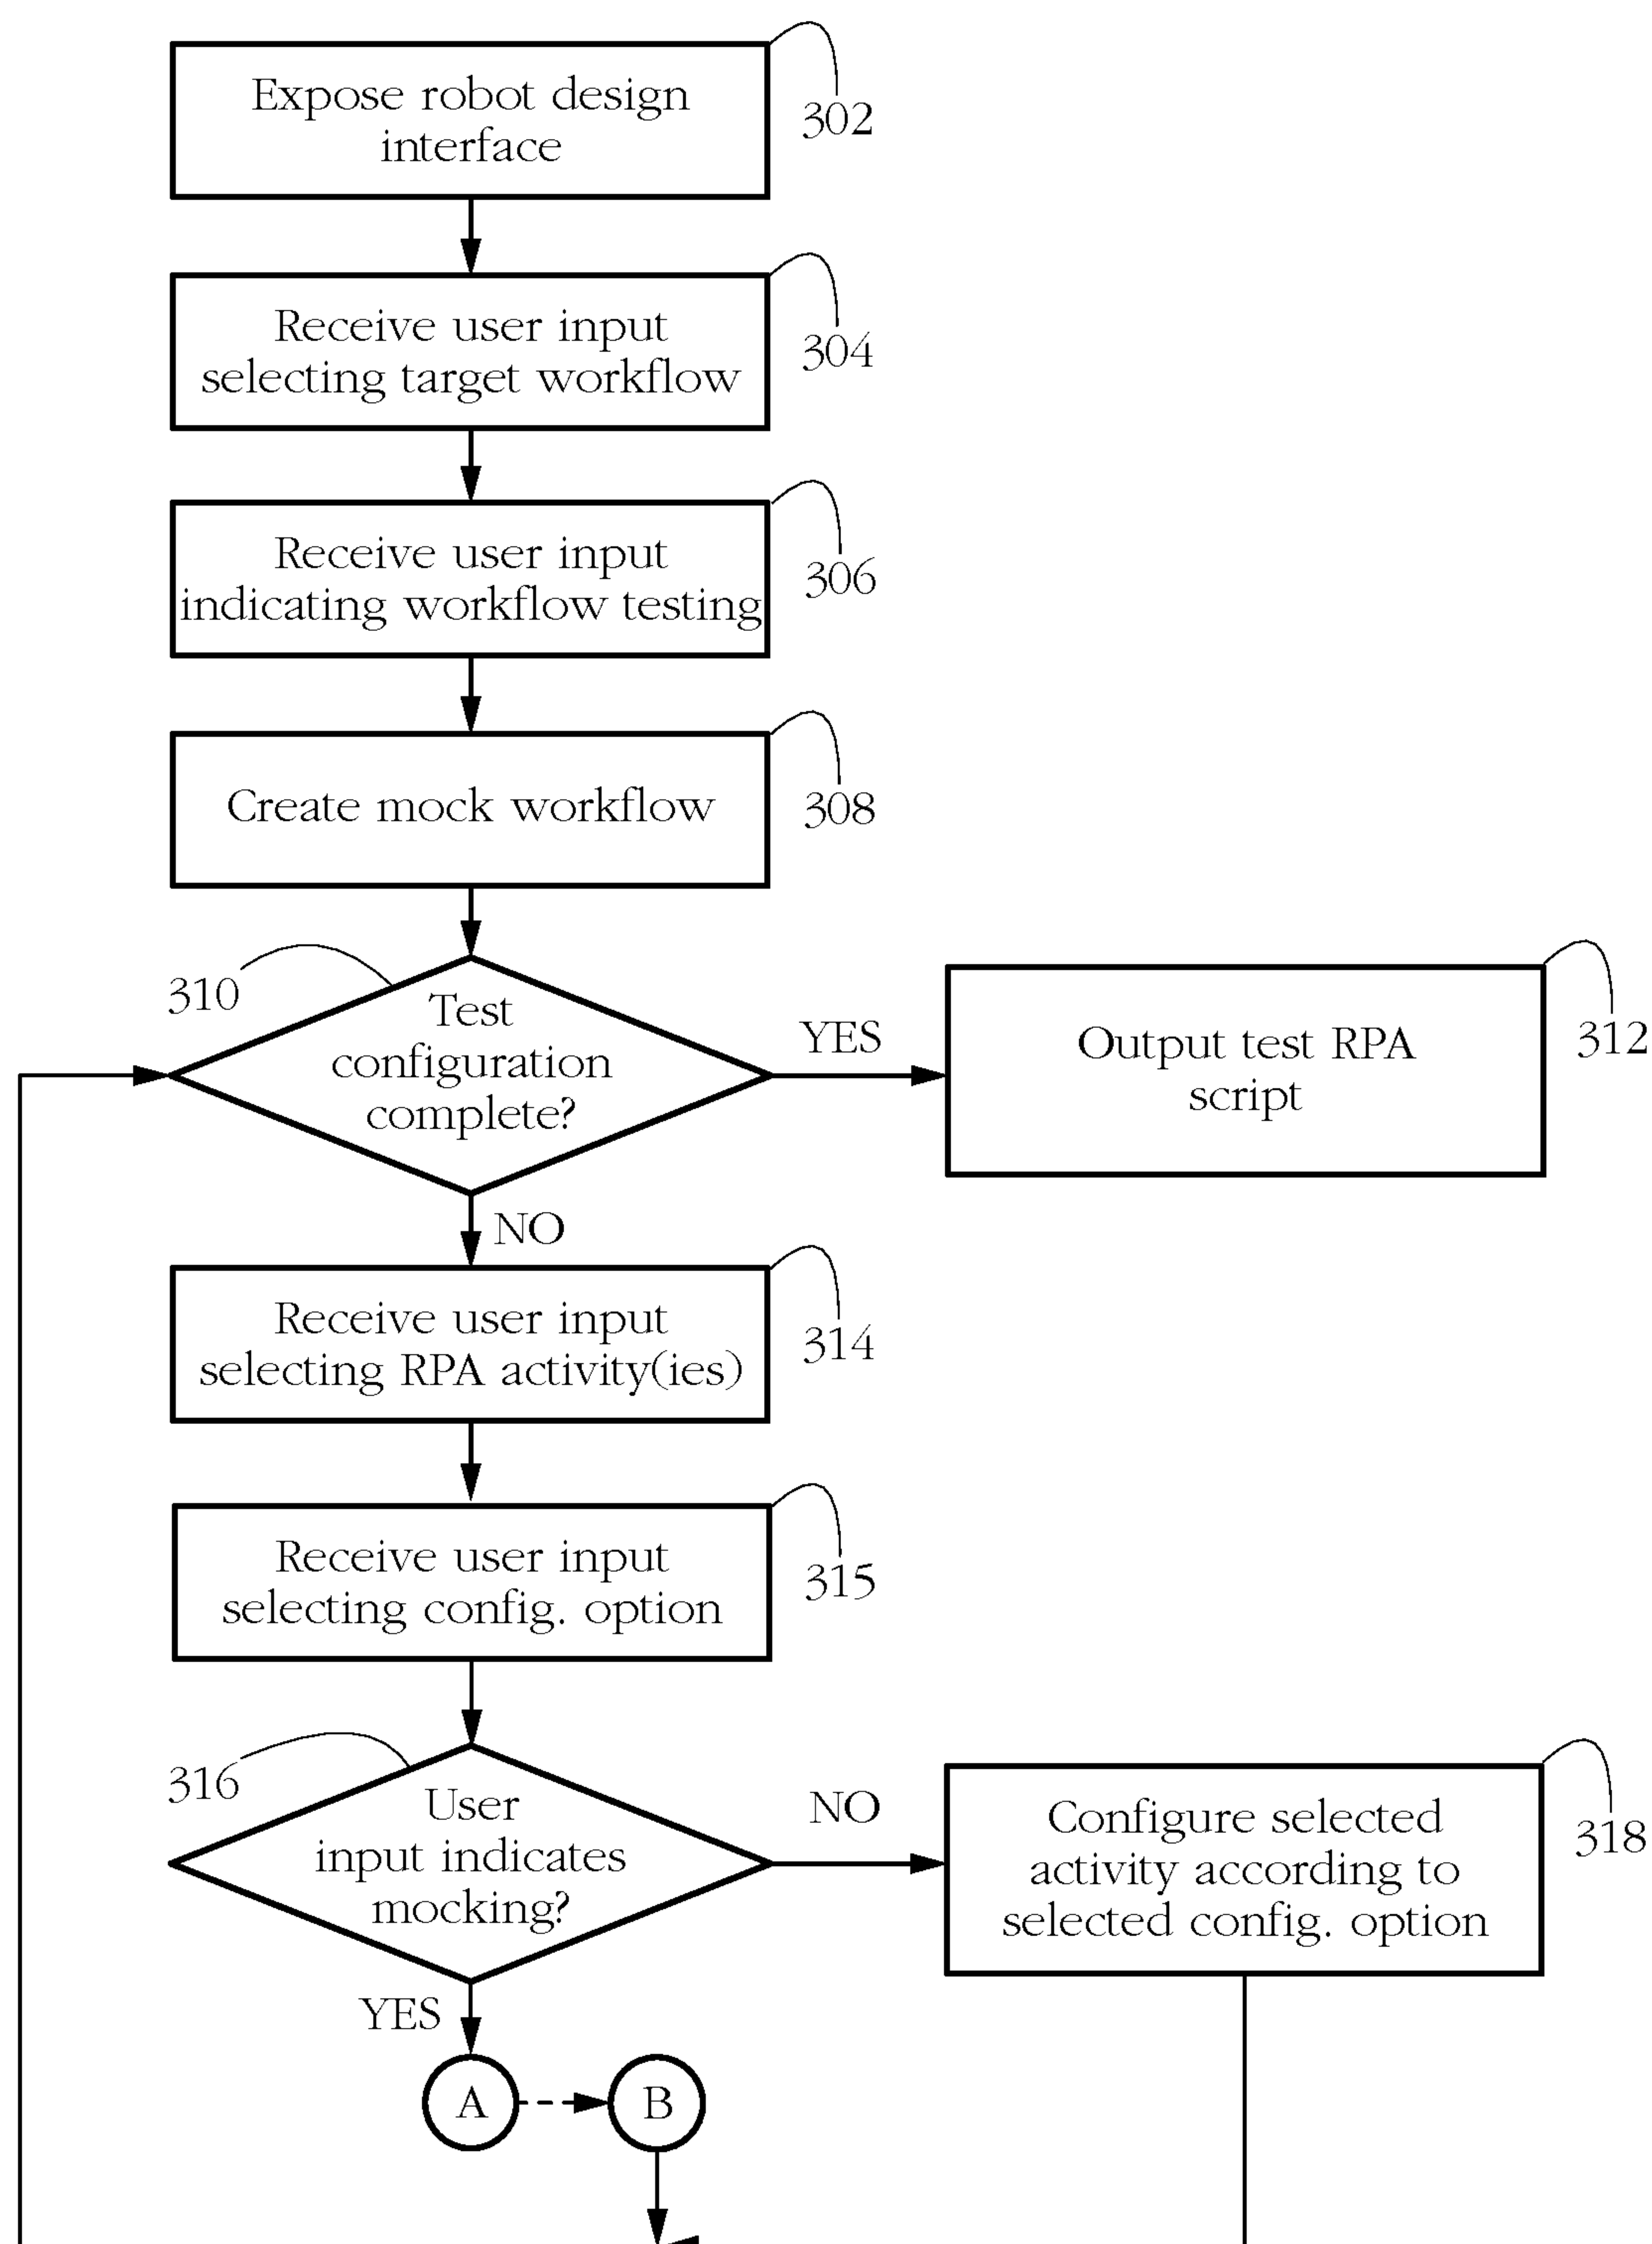 Expose robot design
interface
302
Receive user input
selecting target workflow
304
Receive user input
indicating workflow testing
306
Create mock workflow
308
310
Test
configuration
complete?
YES
Output test RPA
script
312
NO
Receive user input
selecting RPA activity(ies)
314
Receive user input
selecting config. option
315
316
User
input indicates
mocking?
NO
Configure selected
activity according to
selected config. option
318
YES
A
B